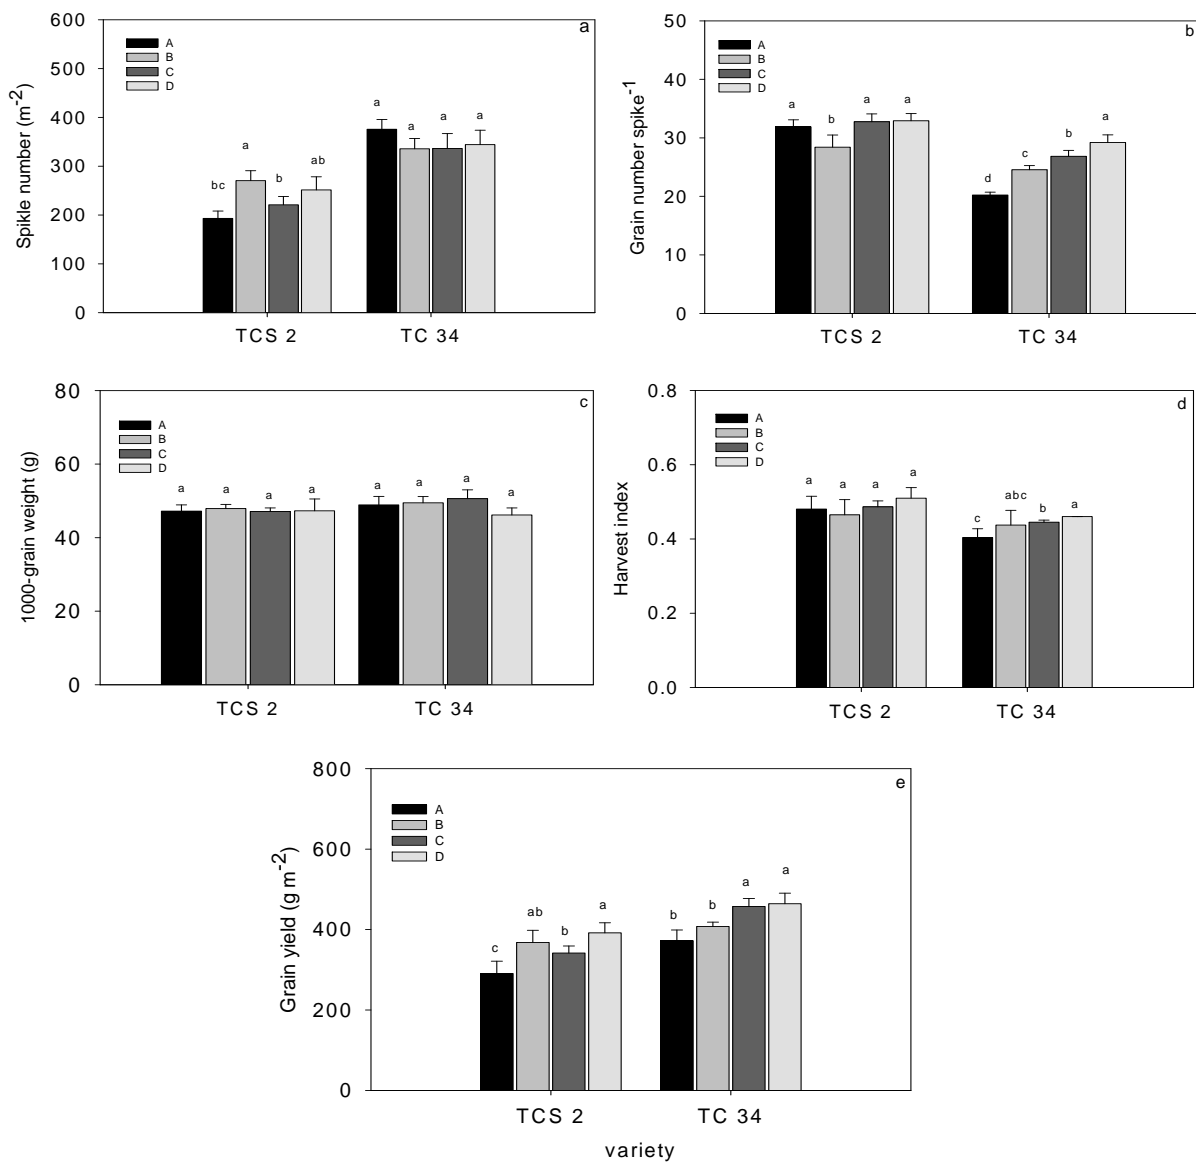 a
600
500
400
300
200
100
0
Spikle number (m-2)
A
B
C
D
bc
a
b
ab
a
a
a
a
TCS 2
TC 34
b
50
40
30
20
10
0
Grain number spike-1
A
B
C
D
a
b
a
a
d
c
b
a
TCS 2
TC 34
c
80
60
40
20
0
1000-grain weight (g)
A
B
C
D
a
a
a
a
a
a
a
a
TCS 2
TC 34
d
0.8
0.6
0.4
0.2
0.0
Harvest index
A
B
C
D
a
a
a
a
c
abc
b
a
TCS 2
TC 34
e
800
600
400
200
0
Grain yield (g m-2)
A
B
C
D
c
ab
b
a
b
b
a
a
TCS 2
TC 34
variety